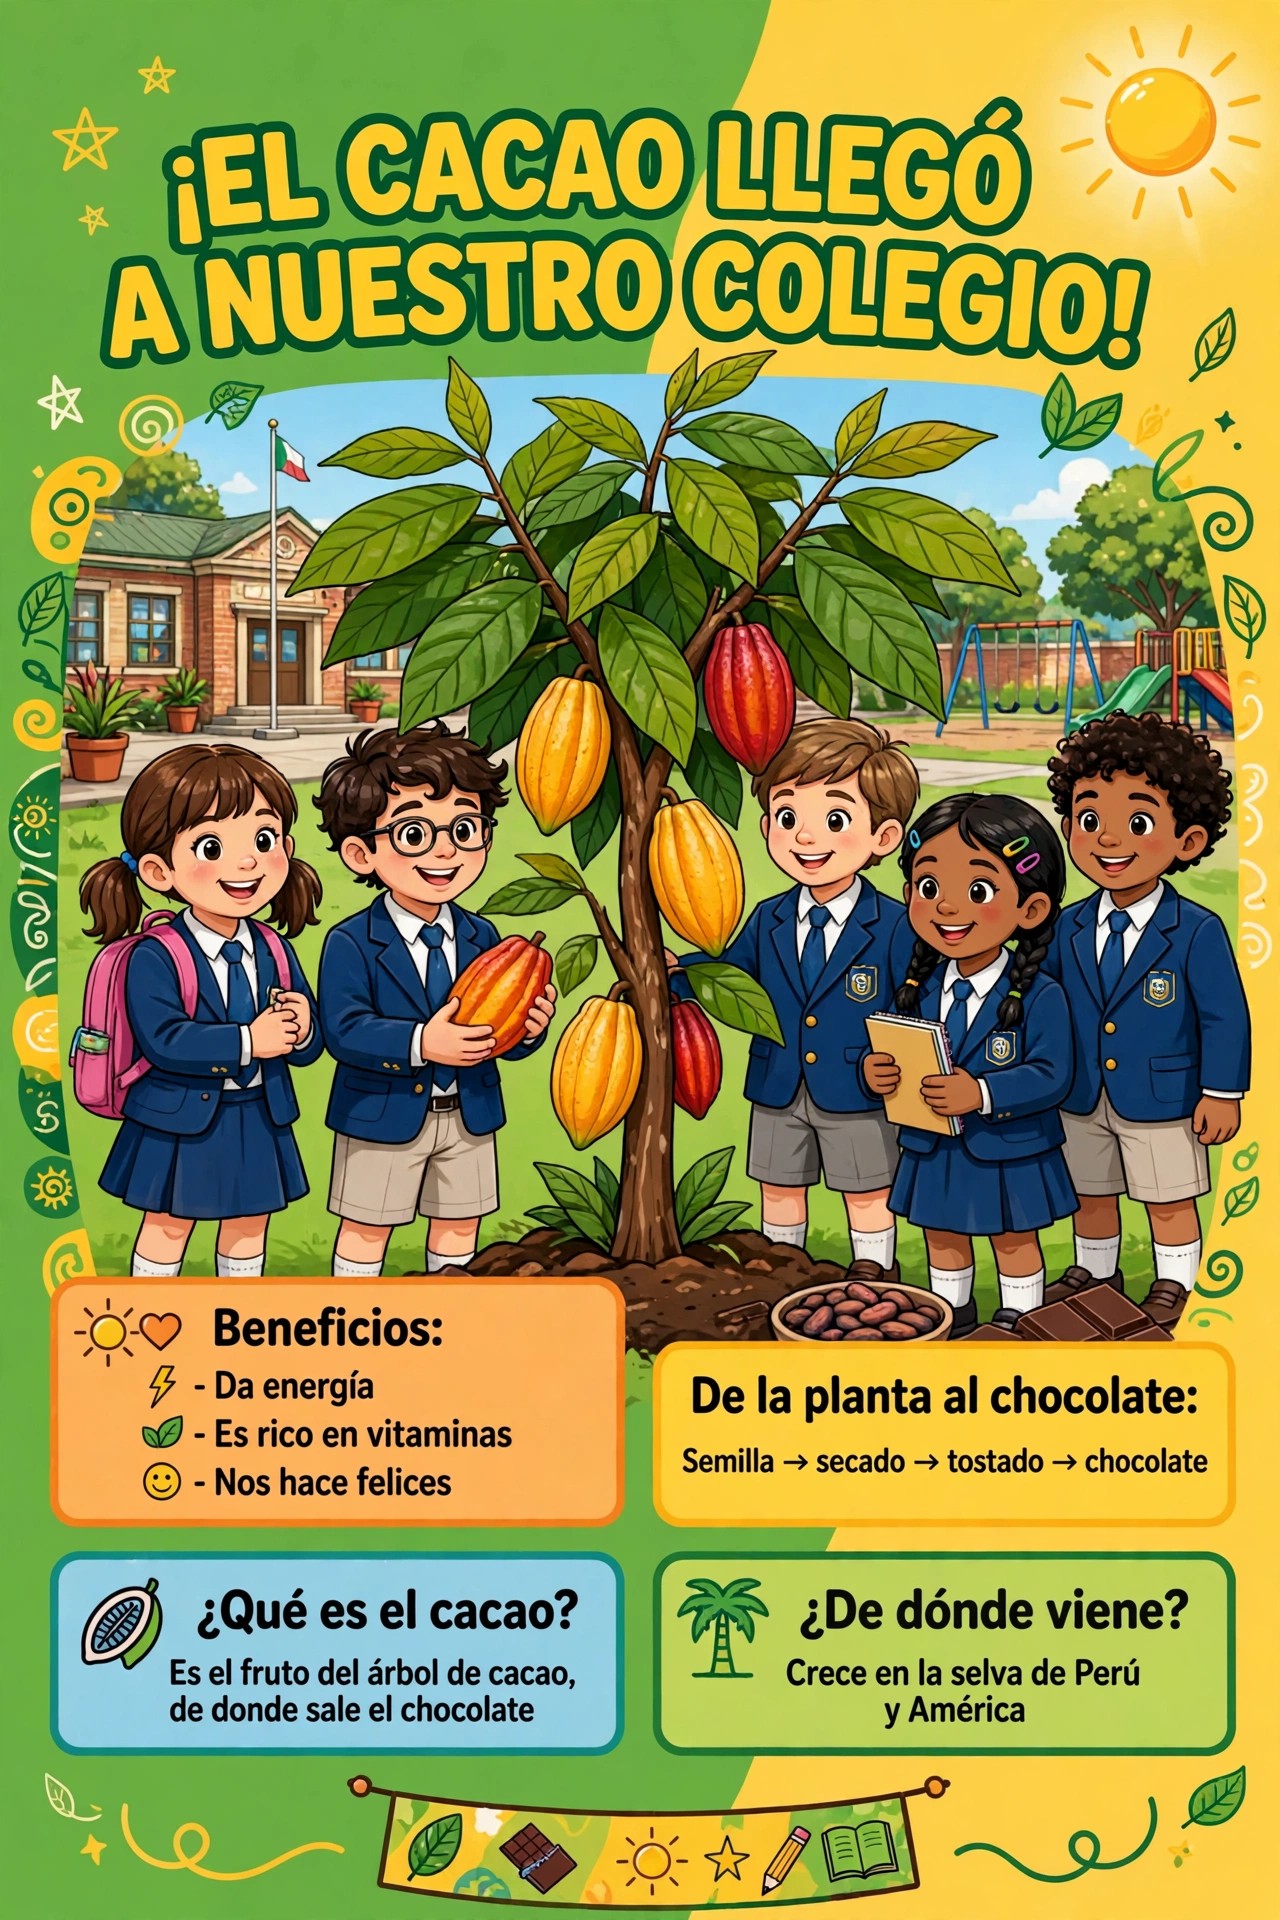 ¡EL CACAO LLEGÓ
A NUESTRO COLEGIO!
Beneficios:
- Da energía
- Es rico en vitaminas
- Nos hace felices
De la planta al chocolate:
Semilla → secado → tostado → chocolate
¿Qué es el cacao?
Es el fruto del árbol de cacao,
de donde sale el chocolate
¿De dónde viene?
Crece en la selva de Perú
y América